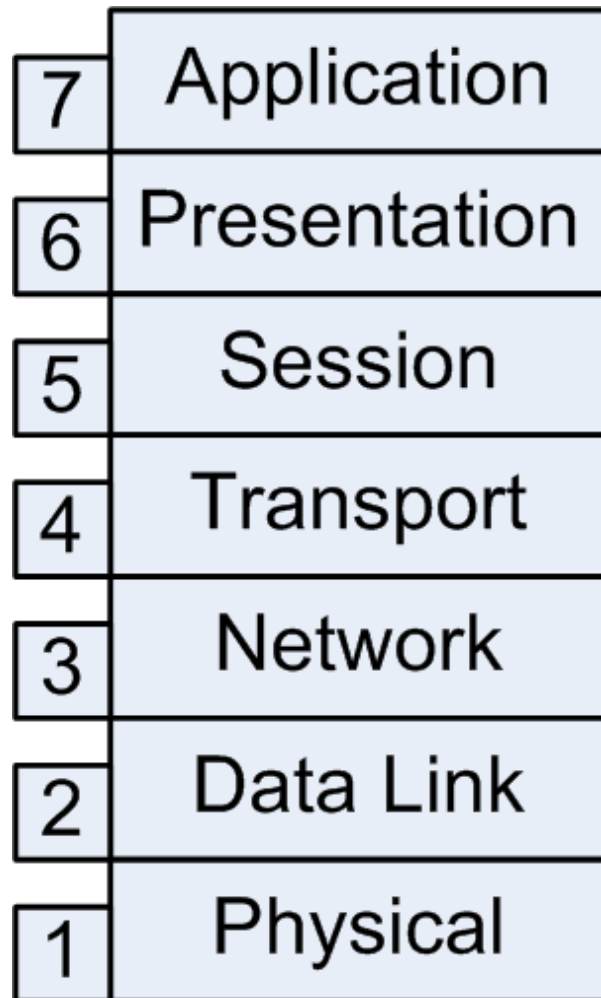 7 Application
6 Presentation
5 Session
4 Transport
3 Network
2 Data Link
1 Physical